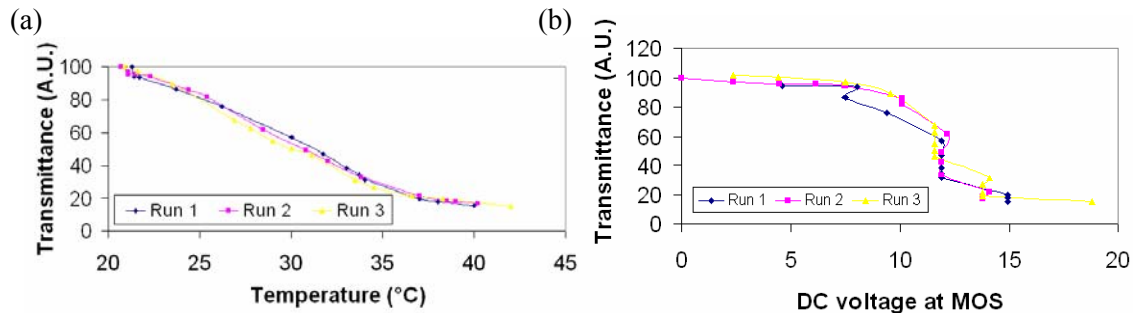 (a)
Transmittance (A.U.)
100
80
60
40
20
0
Run 1 Run 2 Run 3
20 25 30 35 40 45
Temperature (°C)
(b)
Transmittance (A.U.)
120
100
80
60
40
20
0
Run 1 Run 2 Run 3
0 5 10 15 20
DC voltage at MOS